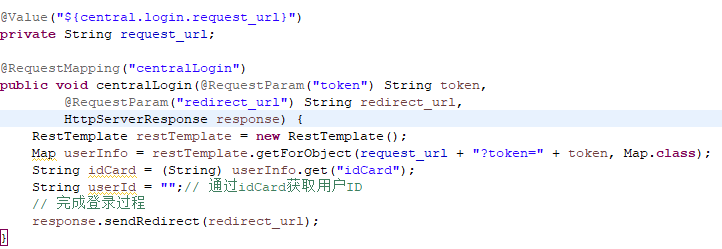 @Value("${central.login.request_url}")
private String request_url;
@RequestMapping("centralLogin")
public void centralLogin(@RequestParam("token") String token,
@RequestParam("redirect_url") String redirect_url,
HttpServerResponse response) {
RestTemplate restTemplate = new RestTemplate();
Map userInfo = restTemplate.getForObject(request_url + "?token=" + token, Map.class);
String idCard = (String) userInfo.get("idCard");
String userId = "";// 通过idCard获取用户ID
// 完成登录过程
response.sendRedirect(redirect_url);
}